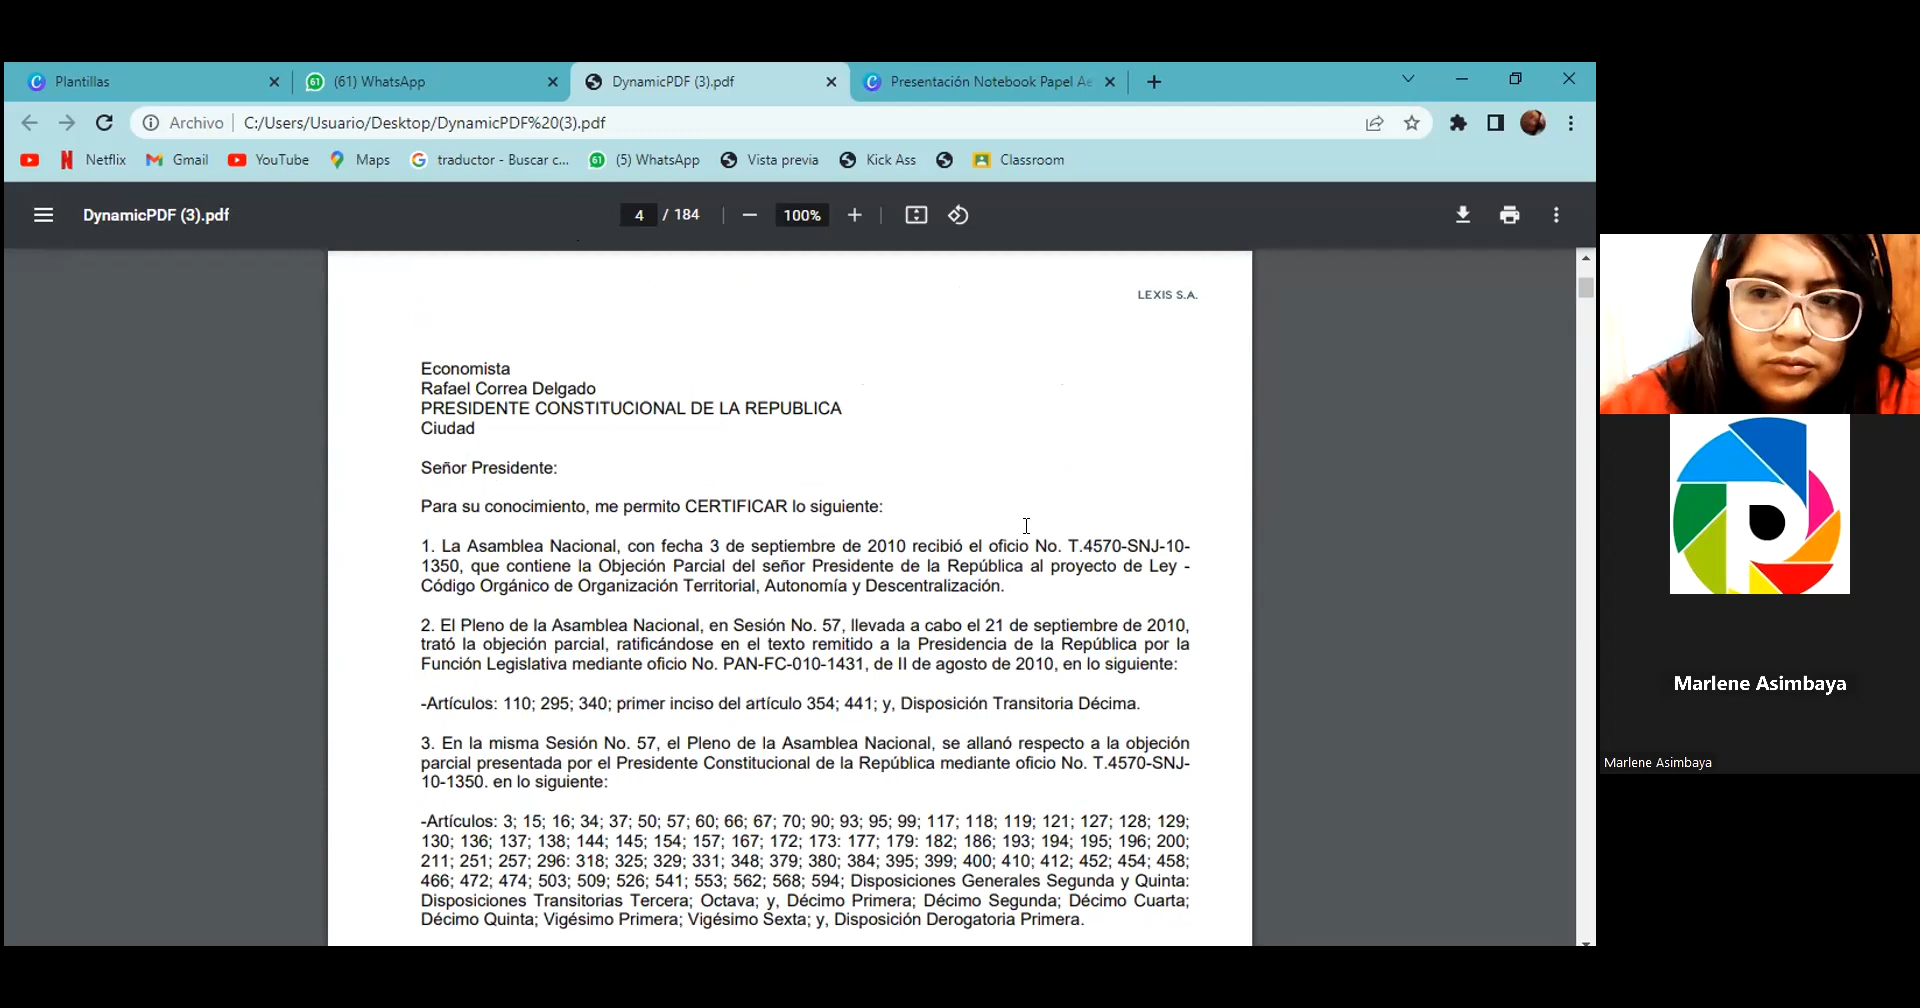 Plantillas
(61) WhatsApp
DynamicPDF (3).pdf
Presentación Notebook Papel Ae
Archivo
C:/Users/Usuario/Desktop/DynamicPDF%20(3).pdf
Netflix
Gmail
YouTube
Maps
traductor - Buscar c...
(5) WhatsApp
Vista previa
Kick Ass
Classroom
DynamicPDF (3).pdf
4 / 184
100%
LEXIS S.A.
Economista
Rafael Correa Delgado
PRESIDENTE CONSTITUCIONAL DE LA REPUBLICA
Ciudad
Señor Presidente:
Para su conocimiento, me permito CERTIFICAR lo siguiente:
1. La Asamblea Nacional, con fecha 3 de septiembre de 2010 recibió el oficio No. T.4570-SNJ-10-
1350, que contiene la Objeción Parcial del señor Presidente de la República al proyecto de Ley -
Código Orgánico de Organización Territorial, Autonomía y Descentralización.
2. El Pleno de la Asamblea Nacional, en Sesión No. 57, llevada a cabo el 21 de septiembre de 2010,
trató la objeción parcial, ratificándose en el texto remitido a la Presidencia de la República por la
Función Legislativa mediante oficio No. PAN-FC-010-1431, de II de agosto de 2010, en lo siguiente:
-Artículos: 110; 295; 340; primer inciso del artículo 354; 441; y, Disposición Transitoria Décima.
3. En la misma Sesión No. 57, el Pleno de la Asamblea Nacional, se allanó respecto a la objeción
parcial presentada por el Presidente Constitucional de la República mediante oficio No. T.4570-SNJ-
10-1350. en lo siguiente:
-Artículos: 3; 15; 16; 34; 37; 50; 57; 60; 66; 67; 70; 90; 93; 95; 99; 117; 118; 119; 121; 127; 128; 129;
130; 136; 137; 138; 144; 145; 154; 157; 167; 172; 173: 177; 179: 182; 186; 193; 194; 195; 196; 200;
211; 251; 257; 296: 318; 325; 329; 331; 348; 379; 380; 384; 395; 399; 400; 410; 412; 452; 454; 458;
466; 472; 474; 503; 509; 526; 541; 553; 562; 568; 594; Disposiciones Generales Segunda y Quinta:
Disposiciones Transitorias Tercera; Octava; y, Décimo Primera; Décimo Segunda; Décimo Cuarta;
Décimo Quinta; Vigésimo Primera; Vigésimo Sexta; y, Disposición Derogatoria Primera.
Marlene Asimbaya
Marlene Asimbaya